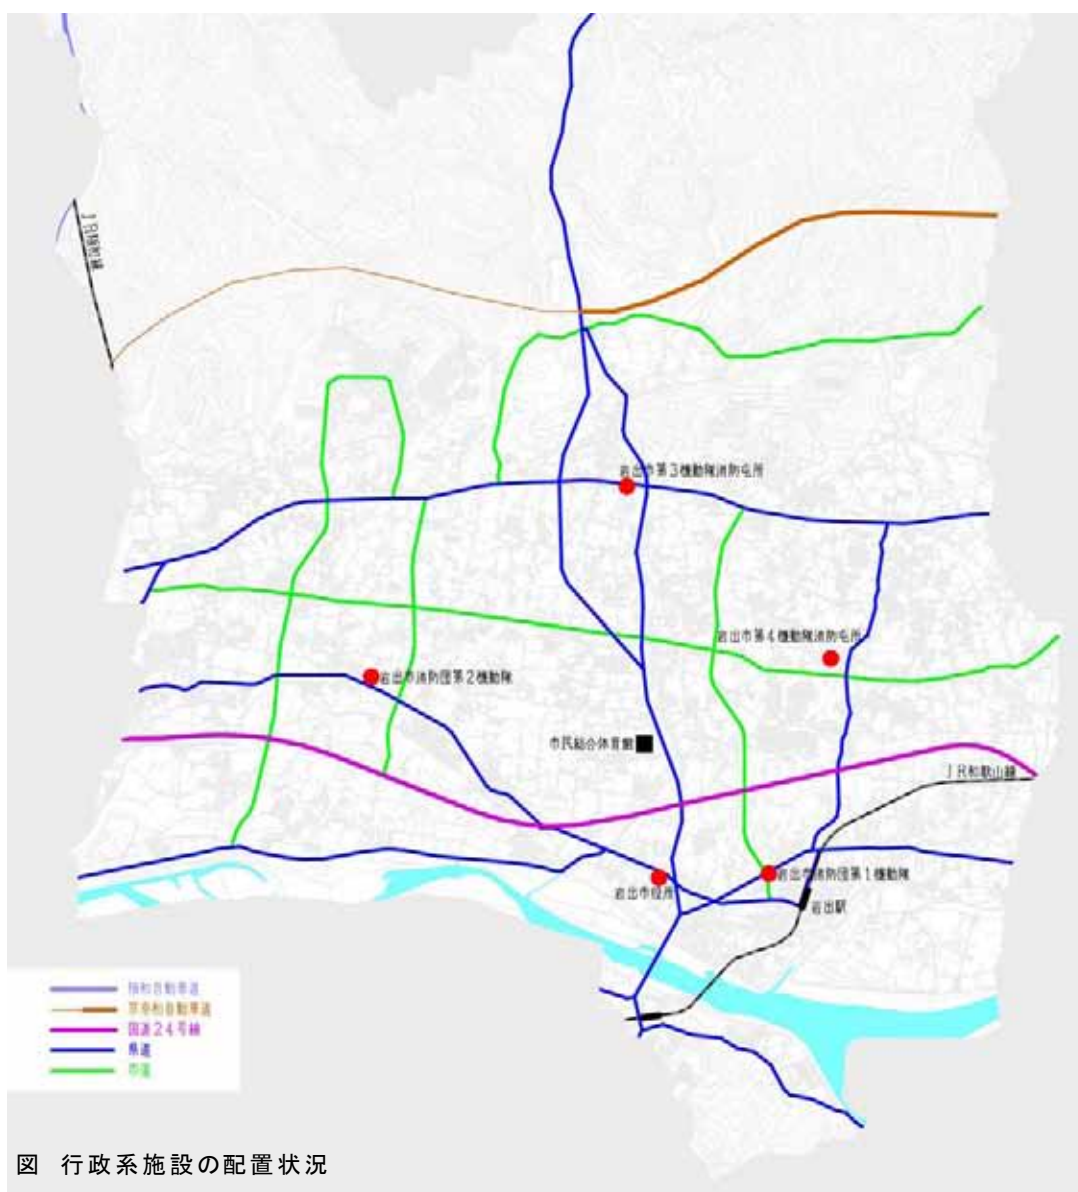 JR阪和線
岩出市第3機動隊消防屯所
岩出市第4機動隊消防屯所
岩出市消防団第2機動隊
市民総合体育館
JR和歌山線
岩出市消防団第1機動隊
岩出市役所
岩出駅
阪和自動車道
京奈和自動車道
国道24号線
県道
市道
図 行政系施設の配置状況